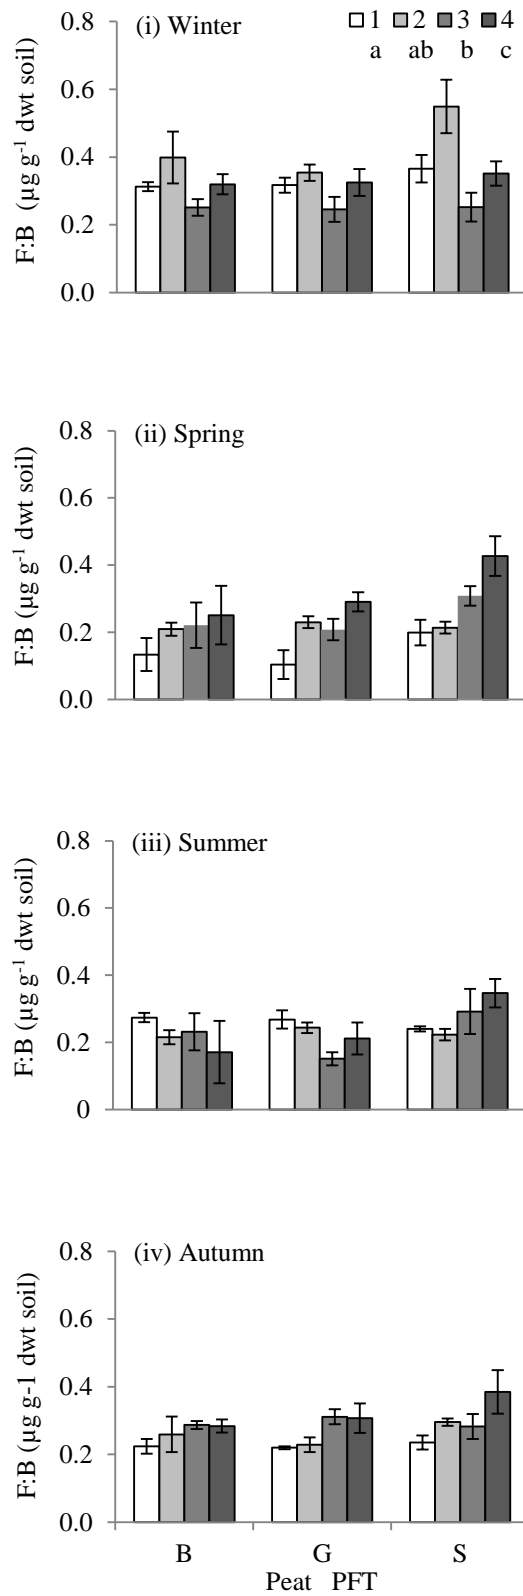 (i) Winter
1 2 3 4
a ab b c
0.8
0.6
0.4
0.2
0.0
F:B (µg g-1 dwt soil)
(ii) Spring
0.8
0.6
0.4
0.2
0.0
F:B (µg g-1 dwt soil)
(iii) Summer
0.8
0.6
0.4
0.2
0
F:B (µg g-1 dwt soil)
(iv) Autumn
0.8
0.6
0.4
0.2
0.0
F:B (µg g-1 dwt soil)
B G S
Peat PFT